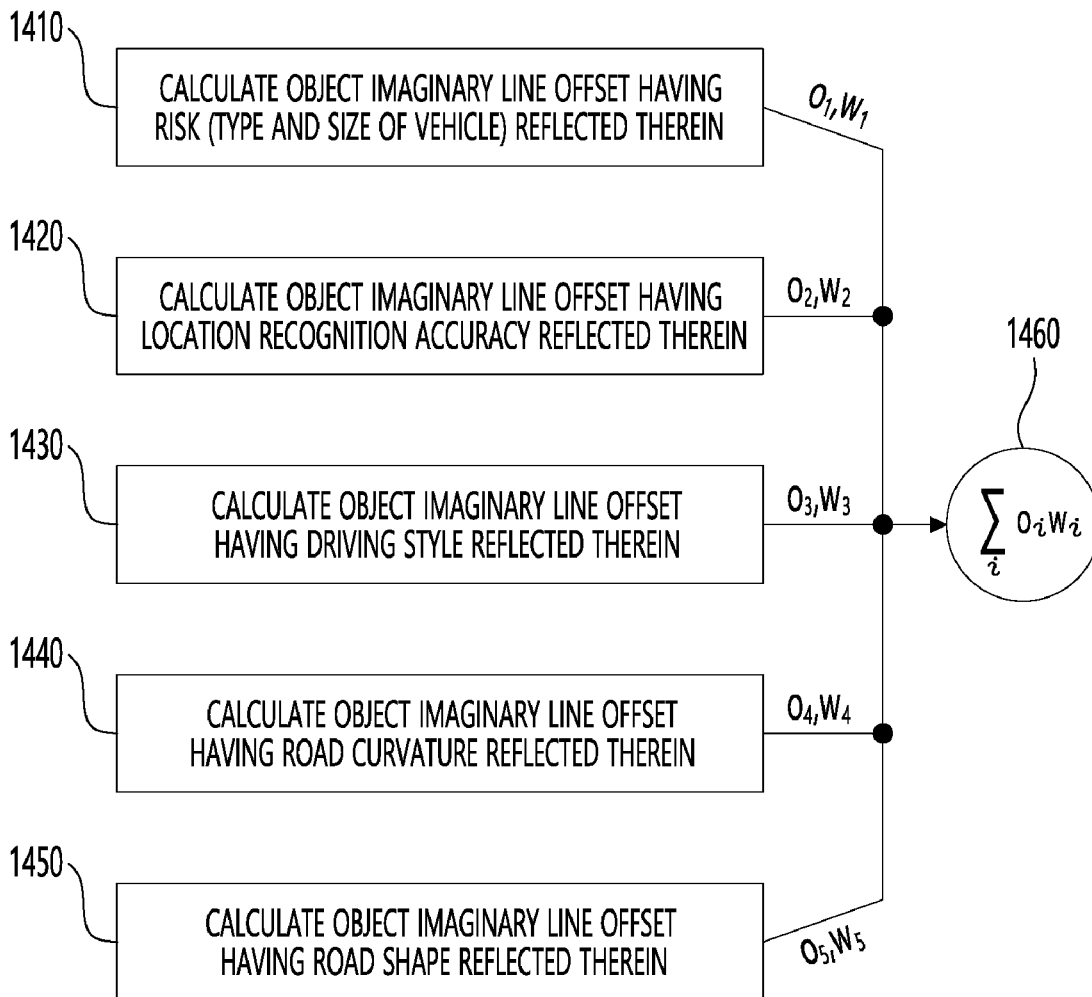 1410
CALCULATE OBJECT IMAGINARY LINE OFFSET HAVING
RISK (TYPE AND SIZE OF VEHICLE) REFLECTED THEREIN
O₁,W₁
1420
CALCULATE OBJECT IMAGINARY LINE OFFSET HAVING
LOCATION RECOGNITION ACCURACY REFLECTED THEREIN
O₂,W₂
1430
CALCULATE OBJECT IMAGINARY LINE OFFSET
HAVING DRIVING STYLE REFLECTED THEREIN
O₃,W₃
1460
∑ᵢ OᵢWᵢ
1440
CALCULATE OBJECT IMAGINARY LINE OFFSET
HAVING ROAD CURVATURE REFLECTED THEREIN
O₄,W₄
1450
CALCULATE OBJECT IMAGINARY LINE OFFSET
HAVING ROAD SHAPE REFLECTED THEREIN
O₅,W₅